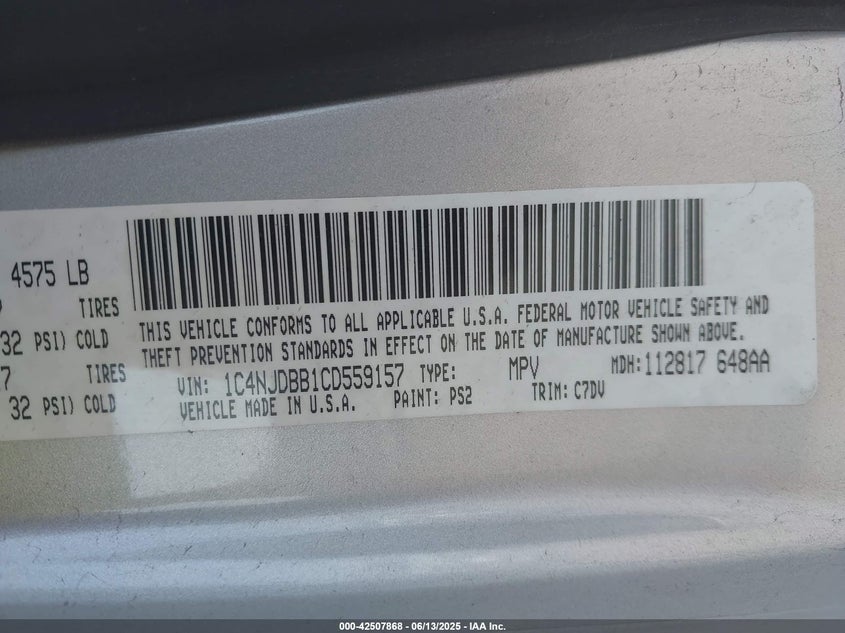 4575 LB
TIRES
32 PSI) COLD
7 TIRES
32 PSI) COLD
THIS VEHICLE CONFORMS TO ALL APPLICABLE U.S.A. FEDERAL MOTOR VEHICLE SAFETY AND
THEFT PREVENTION STANDARDS IN EFFECT ON THE DATE OF MANUFACTURE SHOWN ABOVE.
VIN: 1C4NJDBB1CD559157 TYPE: MPV MDH:112817 648AA
VEHICLE MADE IN U.S.A. PAINT: PS2 TRIM: C7DV
000-42507868 - 06/13/2025 - IAA Inc.